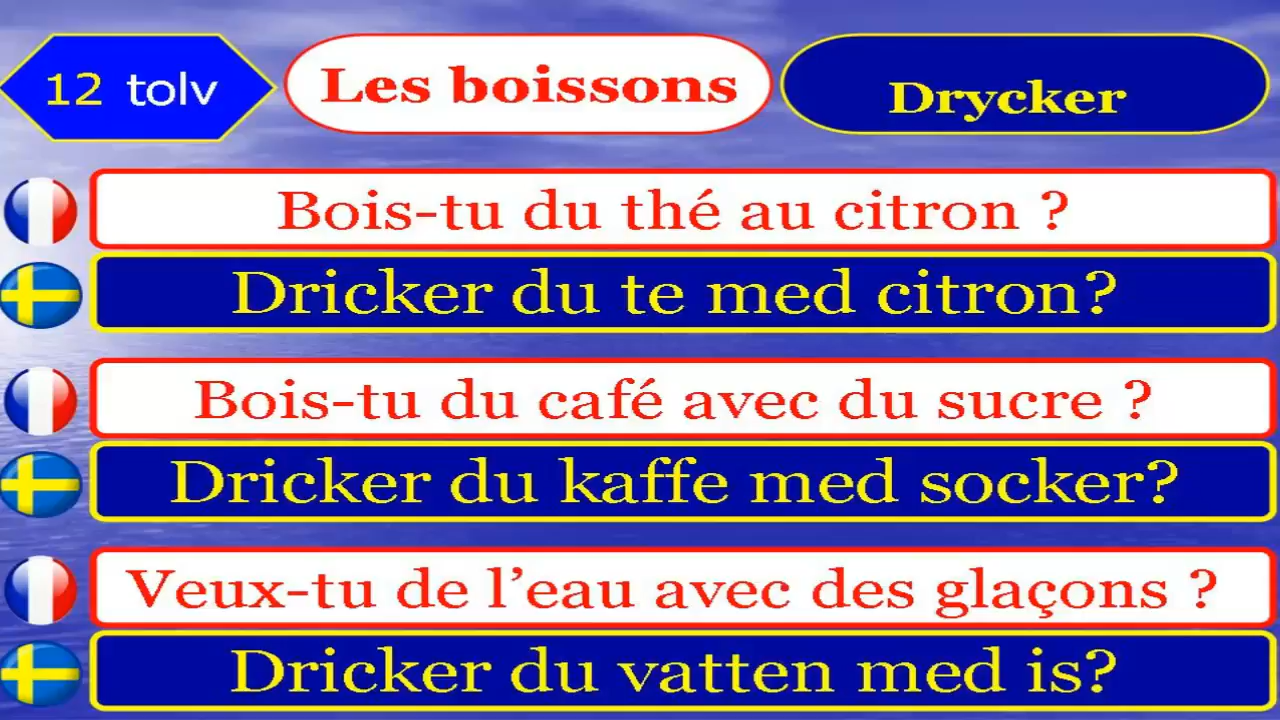 12 tolv
Les boissons
Drycker
Bois-tu du thé au citron ?
Dricker du te med citron?
Bois-tu du café avec du sucre ?
Dricker du kaffe med socker?
Veux-tu de l’eau avec des glaçons ?
Dricker du vatten med is?